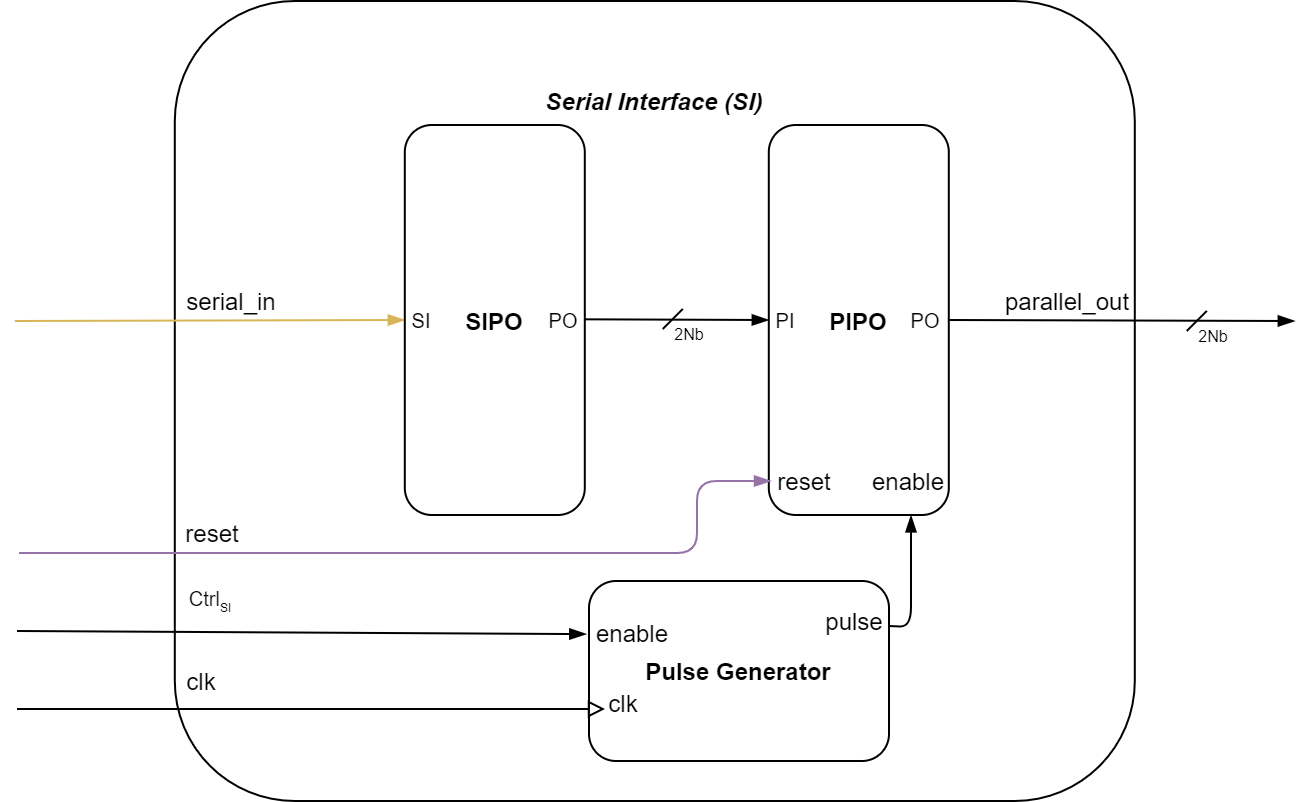 Serial Interface (SI)
serial_in
SI SIPO PO
2Nb
PI PIPO PO
parallel_out
2Nb
reset enable
reset
Ctrl_SI
enable
pulse
Pulse Generator
clk
clk